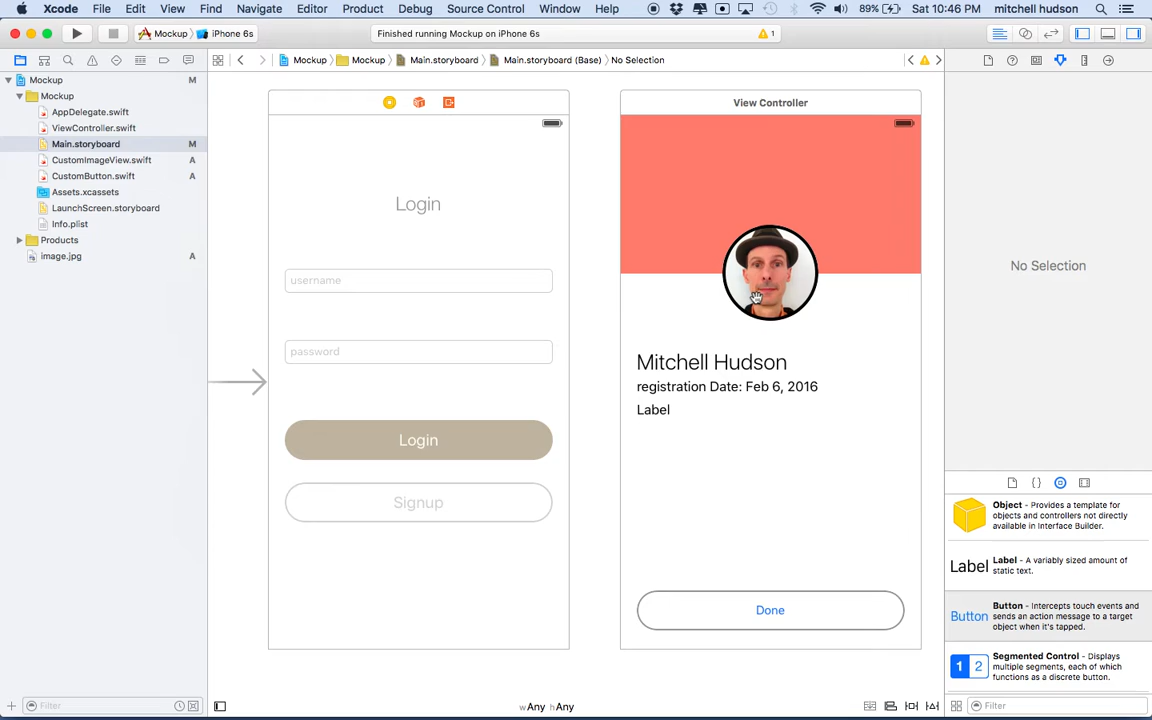 Xcode File Edit View Find Navigate Editor Product Debug Source Control Window Help 89% Sat 10:46 PM mitchell hudson
Mockup iPhone 6s Finished running Mockup on iPhone 6s 1
Mockup Mockup Main.storyboard Main.storyboard (Base) No Selection
Mockup M
Mockup
AppDelegate.swift
ViewController.swift
Main.storyboard M
CustomImageView.swift A
CustomButton.swift A
Assets.xcassets
LaunchScreen.storyboard
Info.plist
Products
image.jpg A
Login
username
password
Login
Signup
View Controller
Mitchell Hudson
registration Date: Feb 6, 2016
Label
Done
No Selection
Object - Provides a template for
objects and controllers not directly
available in Interface Builder.
Label Label - A variably sized amount of
static text.
Button Button - Intercepts touch events and
sends an action message to a target
object when it's tapped.
1 2 Segmented Control - Displays
multiple segments, each of which
functions as a discrete button.
Filter
wAny hAny
Filter